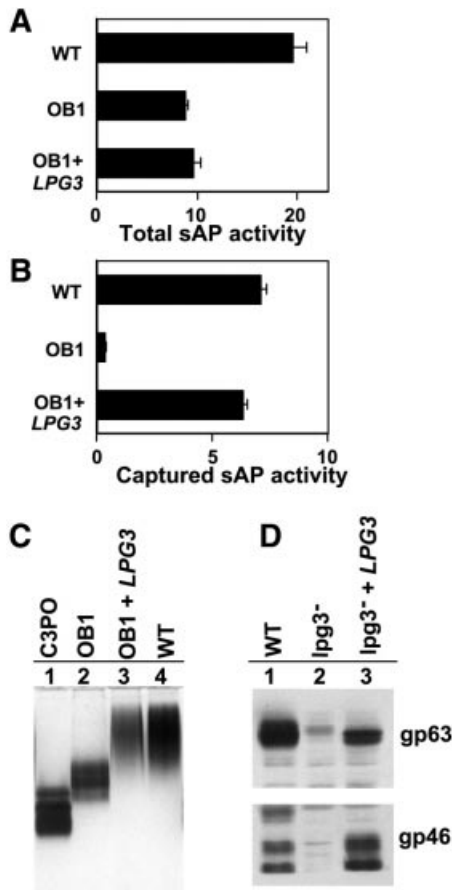 A
WT
OB1
OB1+
LPG3
0 10 20
Total sAP activity
B
WT
OB1
OB1+
LPG3
0 5 10
Captured sAP activity
C
C3PO
OB1
OB1 + LPG3
WT
1 2 3 4
D
WT
lpg3-
lpg3- + LPG3
1 2 3
gp63
gp46